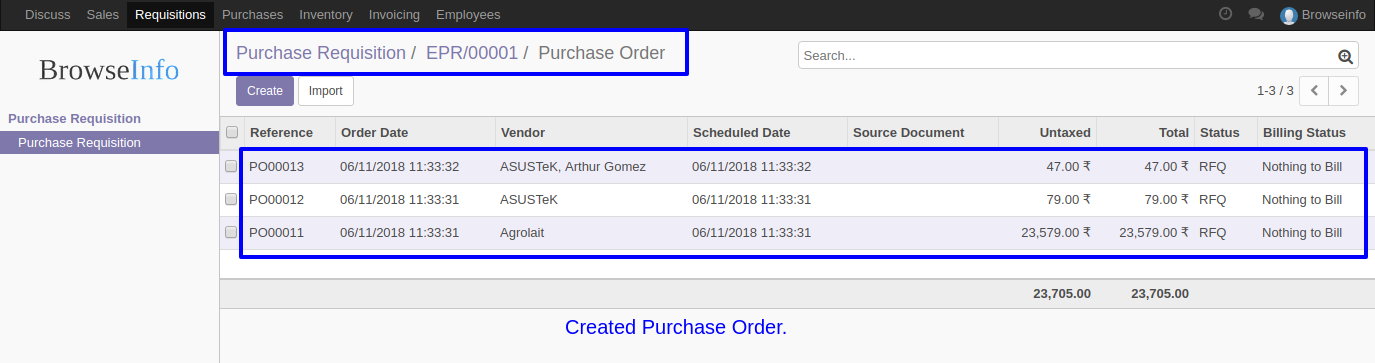 Discuss Sales Requisitions Purchases Inventory Invoicing Employees Browseinfo
BrowseInfo
Purchase Requisition
Purchase Requisition
Purchase Requisition / EPR/00001 / Purchase Order
Search...
Create Import
1-3 / 3
Reference Order Date Vendor Scheduled Date Source Document Untaxed Total Status Billing Status
PO00013 06/11/2018 11:33:32 ASUSTeK, Arthur Gomez 06/11/2018 11:33:32 47.00 ₹ 47.00 ₹ RFQ Nothing to Bill
PO00012 06/11/2018 11:33:31 ASUSTeK 06/11/2018 11:33:31 79.00 ₹ 79.00 ₹ RFQ Nothing to Bill
PO00011 06/11/2018 11:33:31 Agrolait 06/11/2018 11:33:31 23,579.00 ₹ 23,579.00 ₹ RFQ Nothing to Bill
23,705.00 23,705.00
Created Purchase Order.